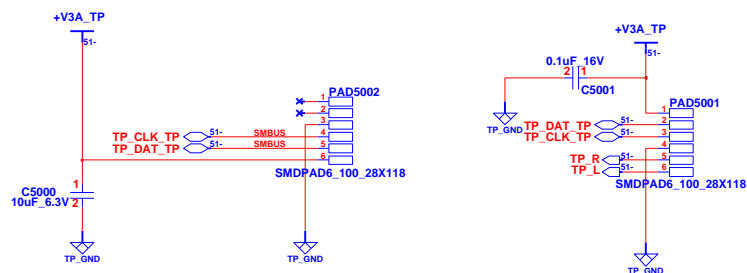 +V3A_TP
51-
1
2
3
4
5
6
PAD5002
TP_CLK_TP 51- SMBUS
TP_DAT_TP 51- SMBUS
SMDPAD6_100_28X118
1
C5000
10uF_6.3V
2
TP_GND
TP_GND
+V3A_TP
51-
0.1uF_16V
2 1
C5001
TP_GND
PAD5001
1
TP_DAT_TP 51- 2
TP_CLK_TP 51- 3
4
TP_R 51- 5
TP_L 51- 6
SMDPAD6_100_28X118
TP_GND